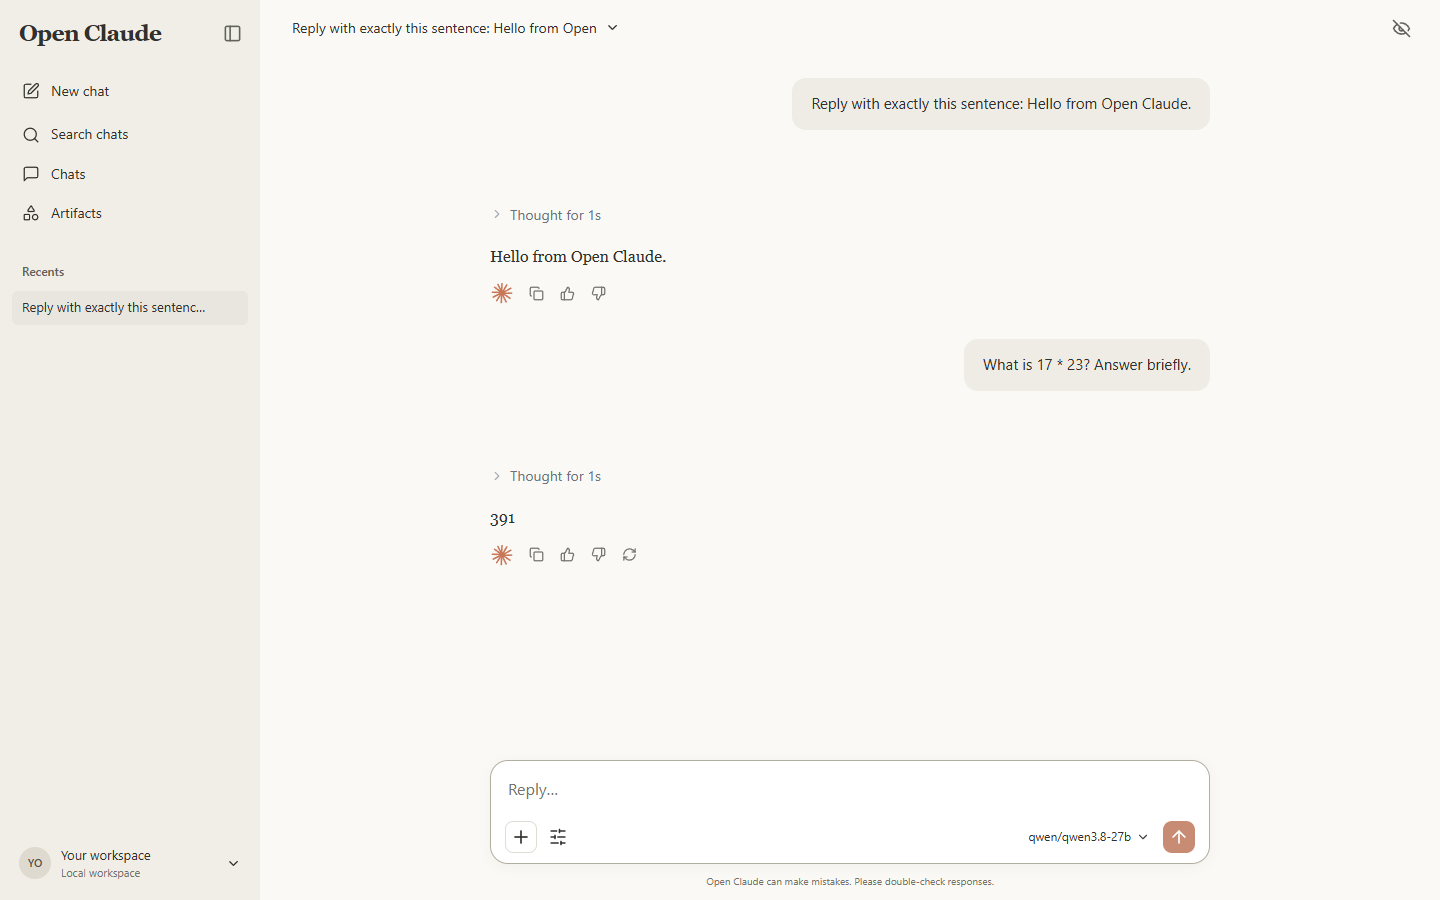 Open Claude
New chat
Search chats
Chats
Artifacts
Recents
Reply with exactly this sentenc...
YO
Your workspace
Local workspace
Reply with exactly this sentence: Hello from Open
Reply with exactly this sentence: Hello from Open Claude.
Thought for 1s
Hello from Open Claude.
What is 17 * 23? Answer briefly.
Thought for 1s
391
Reply...
qwen/qwen3.8-27b
Open Claude can make mistakes. Please double-check responses.